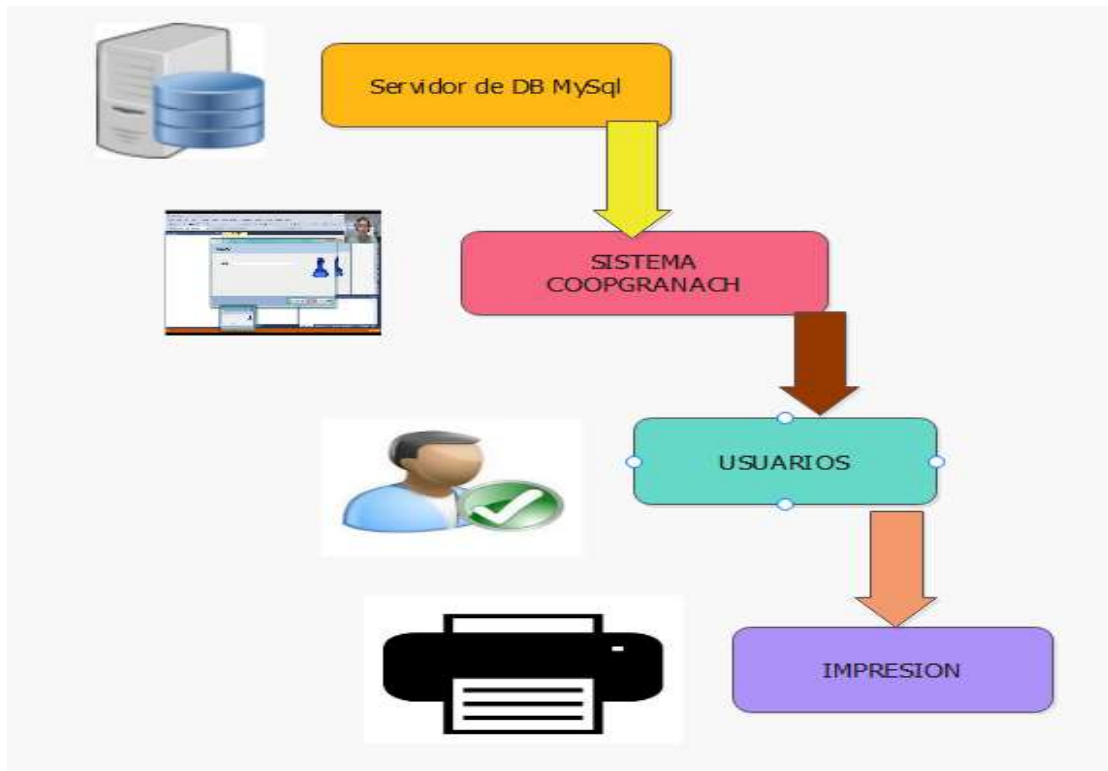 Servidor de DB MySql
SISTEMA
COOPGRANACH
USUARIOS
IMPRESION